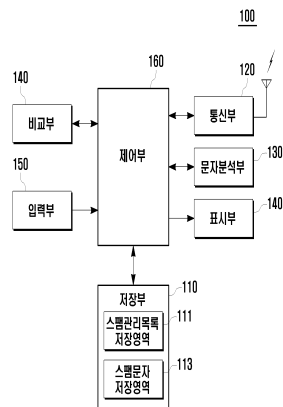 100
160
140
비교부
제어부
120
통신부
130
문자분석부
150
입력부
140
표시부
110
저장부
스팸관리목록
저장영역
111
스팸문자
저장영역
113